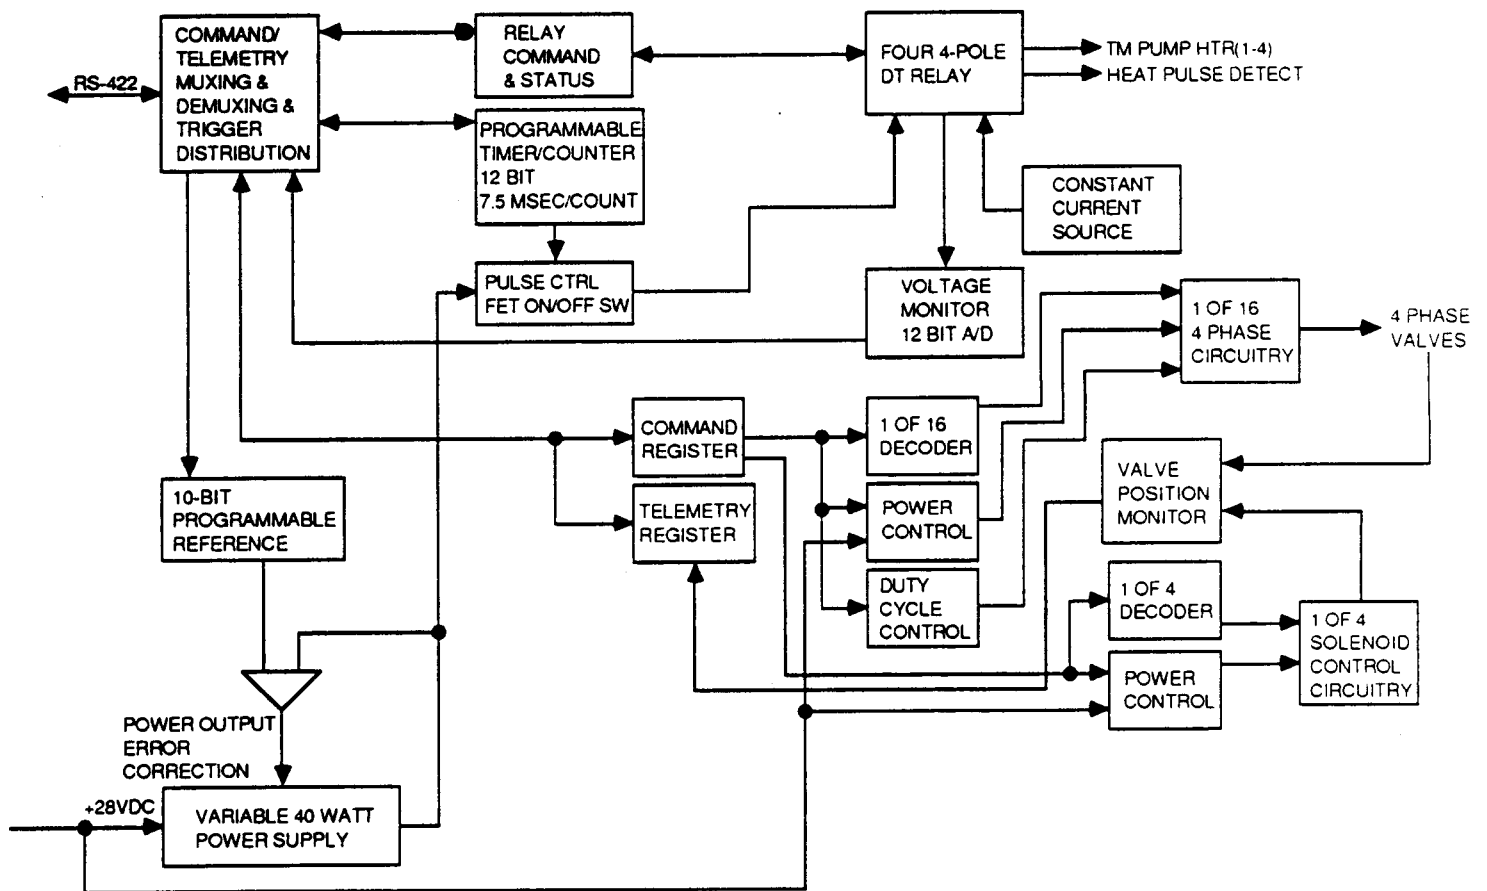 COMMAND/
TELEMETRY
MUXING &
DEMUXING &
TRIGGER
DISTRIBUTION
RS-422
RELAY
COMMAND
& STATUS
FOUR 4-POLE
DT RELAY
TM PUMP HTR(1-4)
HEAT PULSE DETECT
PROGRAMMABLE
TIMER/COUNTER
12 BIT
7.5 MSEC/COUNT
CONSTANT
CURRENT
SOURCE
PULSE CTRL
FET ON/OFF SW
VOLTAGE
MONITOR
12 BIT A/D
1 OF 16
4 PHASE
CIRCUITRY
4 PHASE
VALVES
COMMAND
REGISTER
1 OF 16
DECODER
VALVE
POSITION
MONITOR
10-BIT
PROGRAMMABLE
REFERENCE
TELEMETRY
REGISTER
POWER
CONTROL
DUTY
CYCLE
CONTROL
1 OF 4
DECODER
1 OF 4
SOLENOID
CONTROL
CIRCUITRY
POWER
CONTROL
POWER OUTPUT
ERROR
CORRECTION
+28VDC
VARIABLE 40 WATT
POWER SUPPLY